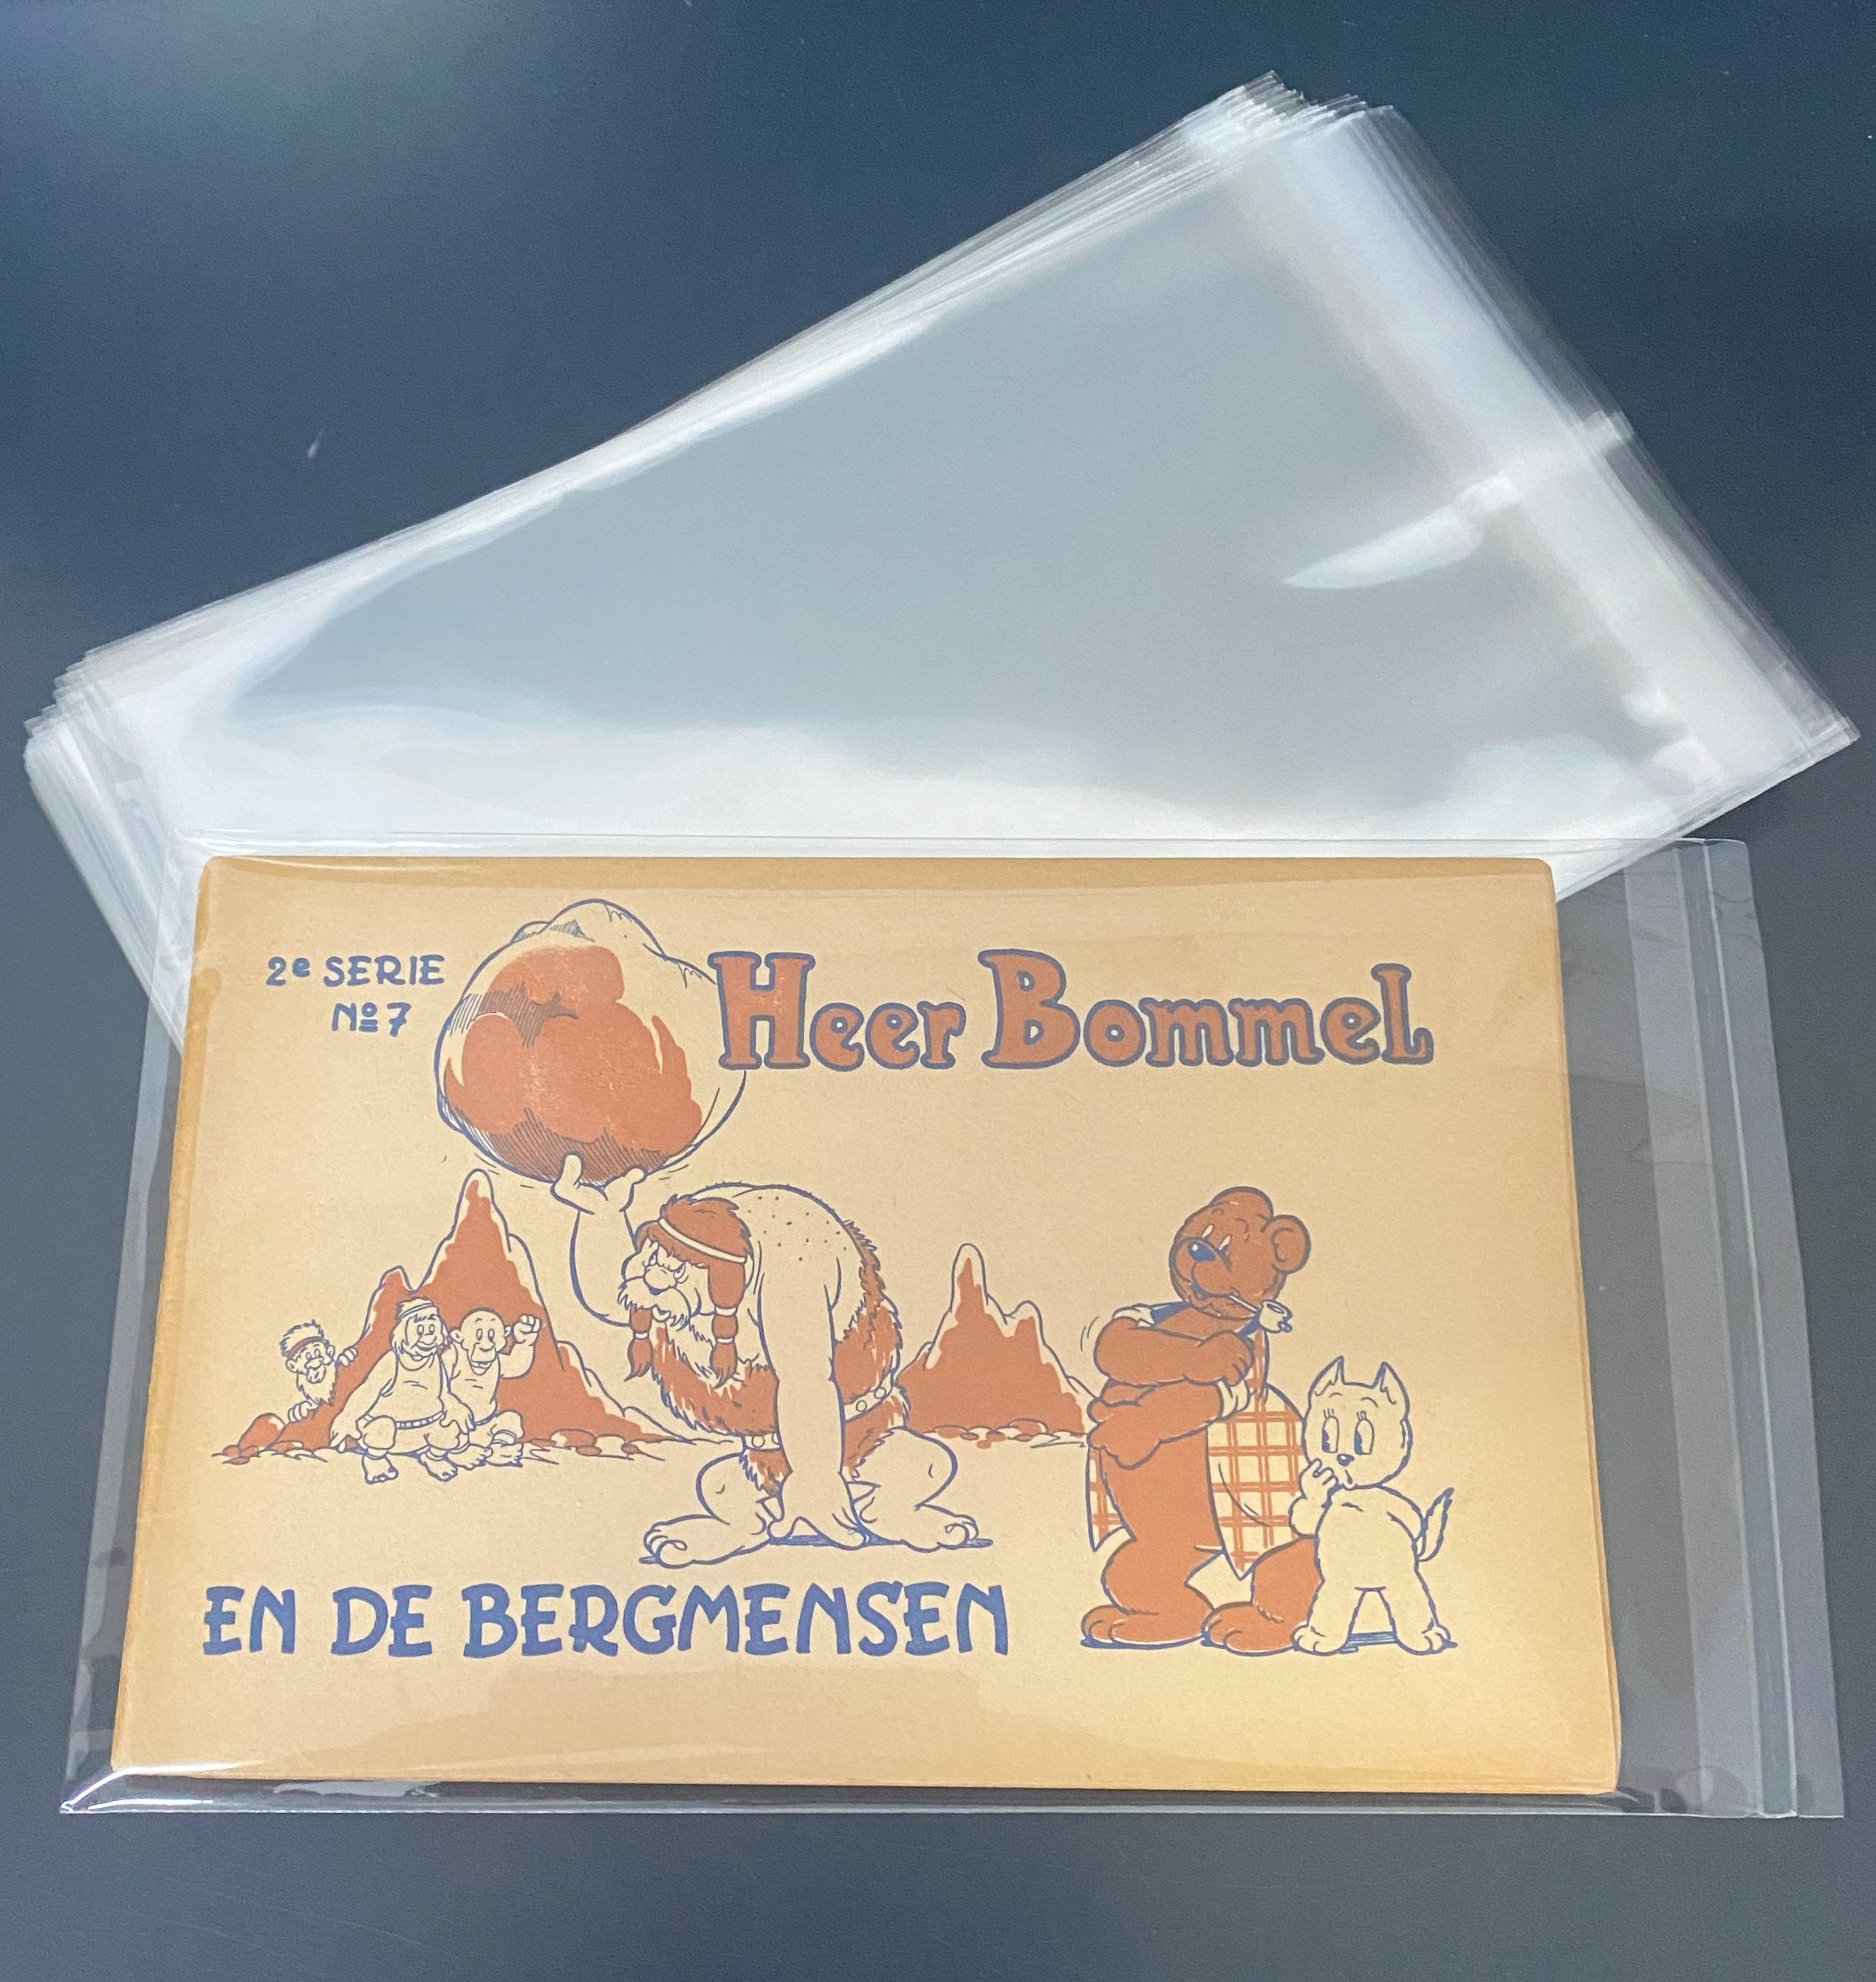 2e SERIE
No 7
Heer Bommel
EN DE BERGMENSEN